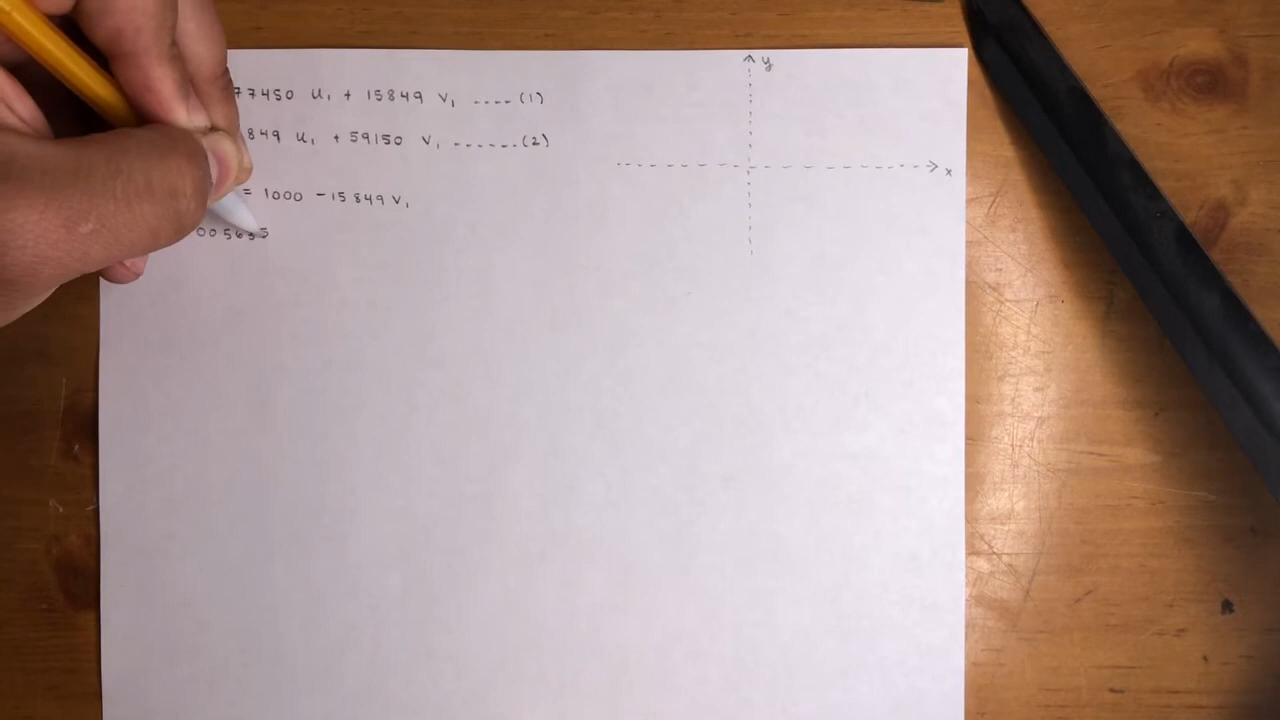 77450 u₁ + 15849 v₁ ....(1)
849 u₁ + 59150 v₁ ......(2)
= 1000 - 15849 v₁
y
x